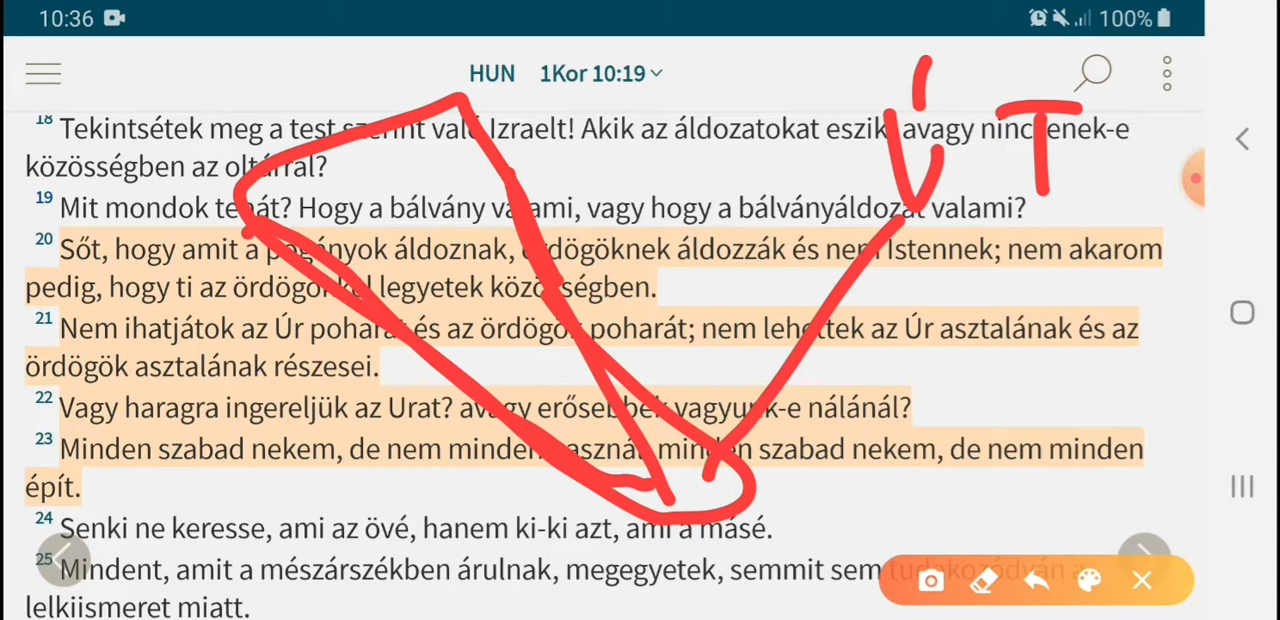 10:36 100%
HUN 1Kor 10:19
ÚT
18 Tekintsétek meg a test szerint való Izraelt! Akik az áldozatokat eszik, avagy nincsenek-e
közösségben az oltárral?
19 Mit mondok tehát? Hogy a bálvány valami, vagy hogy a bálványáldozat valami?
20 Sőt, hogy amit a pogányok áldoznak, ördögöknek áldozzák és nem Istennek; nem akarom
pedig, hogy ti az ördögökkel legyetek közösségben.
21 Nem ihatjátok az Úr poharát és az ördögök poharát; nem lehettek az Úr asztalának és az
ördögök asztalának részesei.
22 Vagy haragra ingereljük az Urat? avagy erősebbek vagyunk-e nálánál?
23 Minden szabad nekem, de nem minden használ; minden szabad nekem, de nem minden
épít.
24 Senki ne keresse, ami az övé, hanem ki-ki azt, ami a másé.
25 Mindent, amit a mészárszékben árulnak, megegyetek, semmit sem tudakozódván a
lelkiismeret miatt.